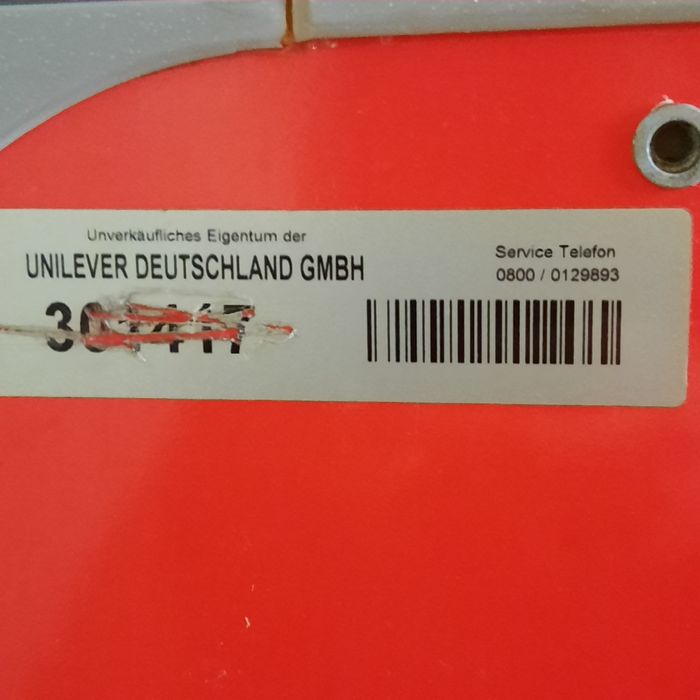 Unverkäufliches Eigentum der
UNILEVER DEUTSCHLAND GMBH
Service Telefon
0800 / 0129893